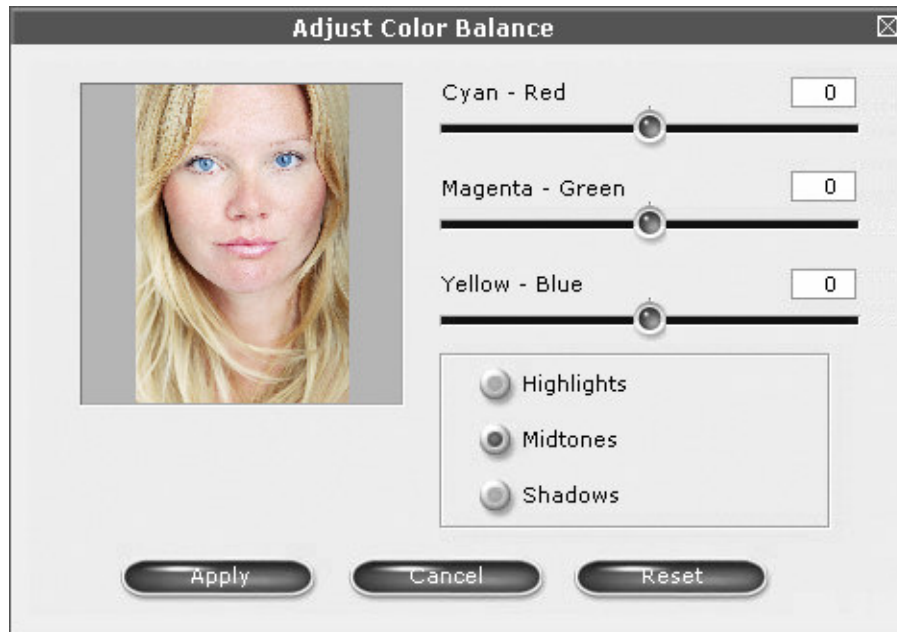 Adjust Color Balance
Cyan - Red 0
Magenta - Green 0
Yellow - Blue 0
Highlights
Midtones
Shadows
Apply Cancel Reset